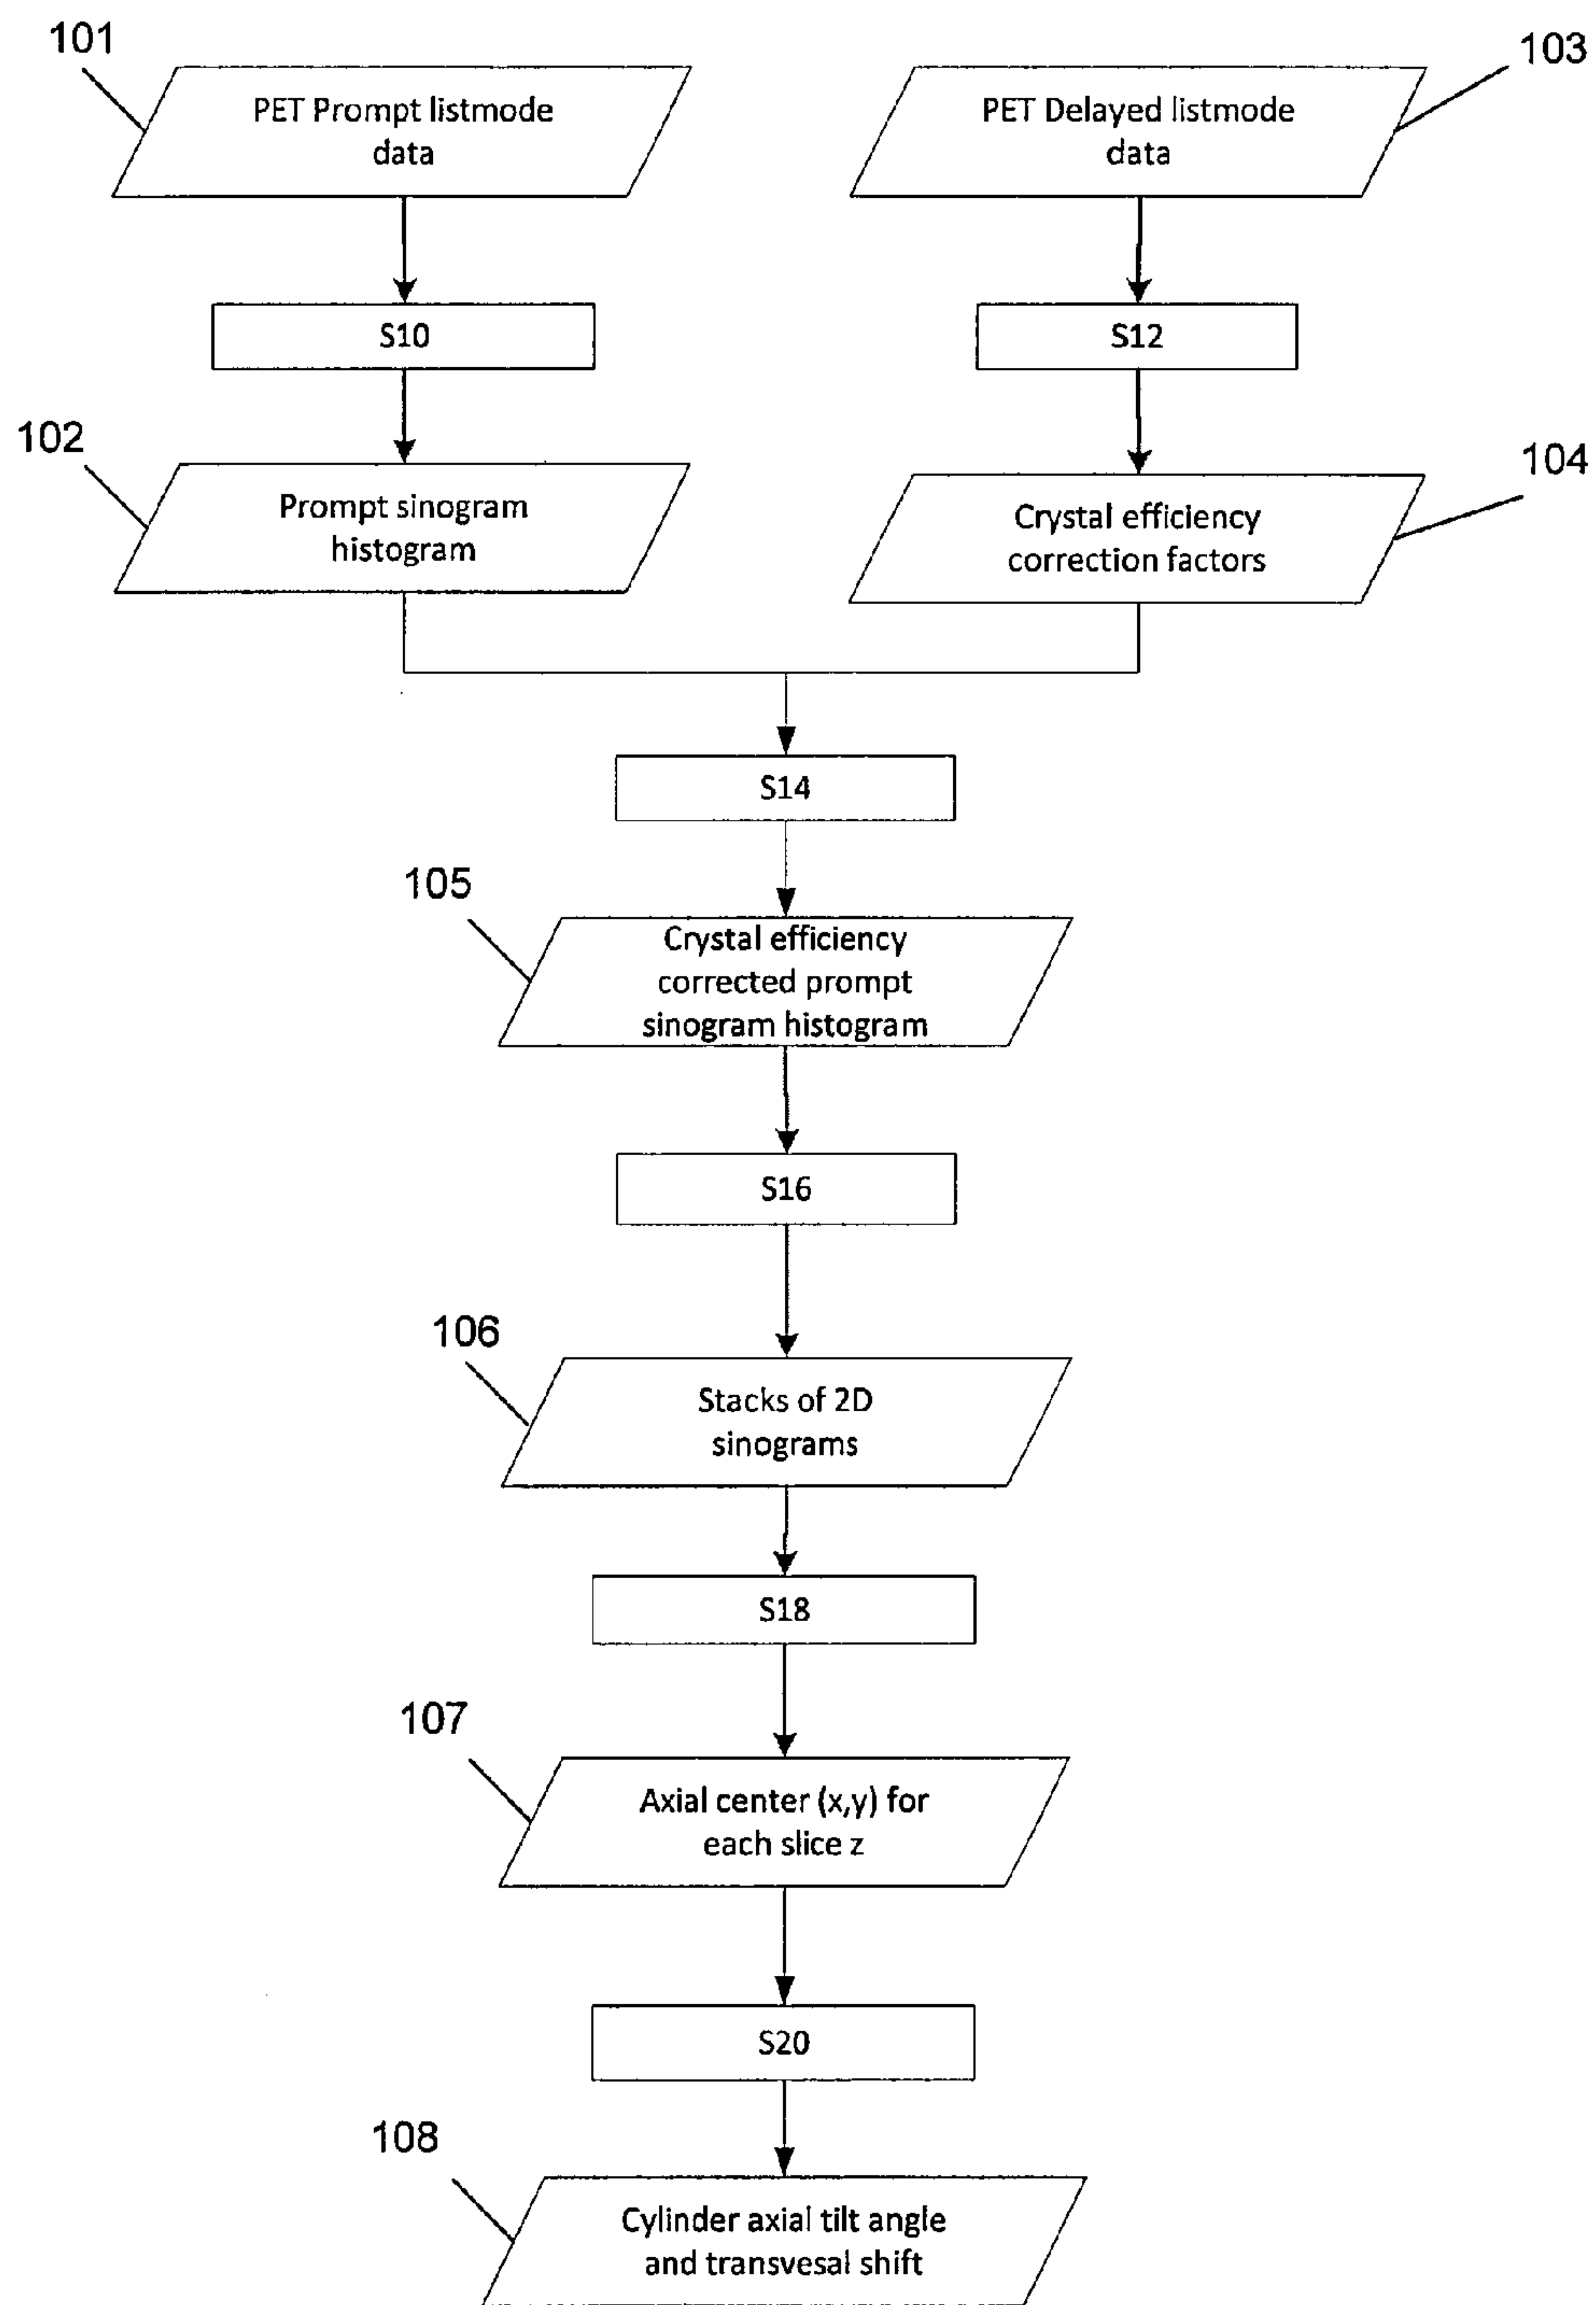 101
PET Prompt listmode
data
103
PET Delayed listmode
data
S10
S12
102
Prompt sinogram
histogram
104
Crystal efficiency
correction factors
S14
105
Crystal efficiency
corrected prompt
sinogram histogram
S16
106
Stacks of 2D
sinograms
S18
107
Axial center (x,y) for
each slice z
S20
108
Cylinder axial tilt angle
and transvesal shift